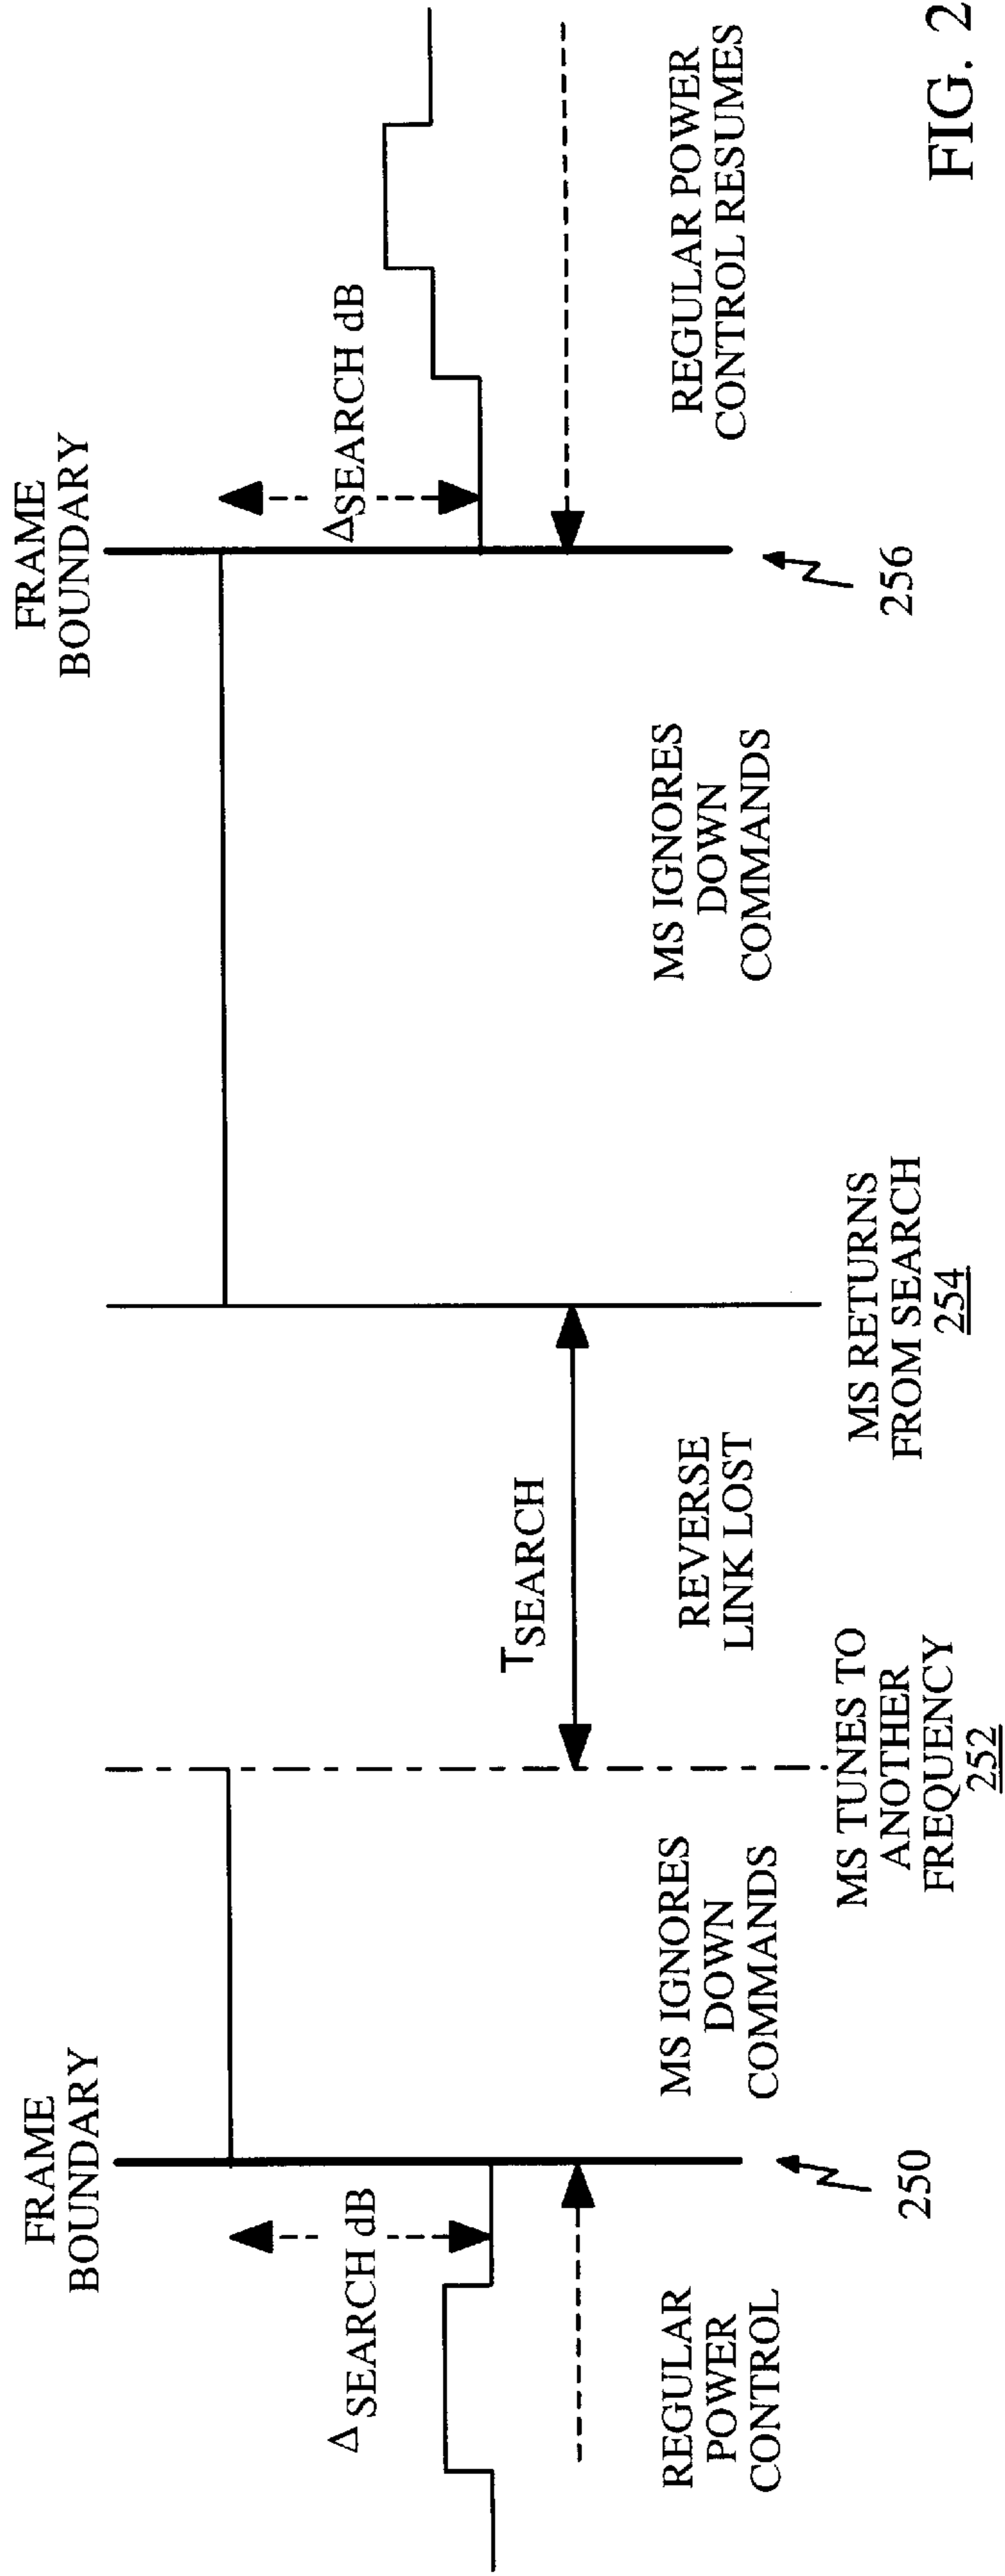 FRAME
BOUNDARY
Δ SEARCH dB
REGULAR
POWER
CONTROL
250
MS IGNORES
DOWN
COMMANDS
MS TUNES TO
ANOTHER
FREQUENCY
252
TSEARCH
REVERSE
LINK LOST
MS RETURNS
FROM SEARCH
254
MS IGNORES
DOWN
COMMANDS
FRAME
BOUNDARY
ΔSEARCH dB
256
REGULAR POWER
CONTROL RESUMES
FIG. 2